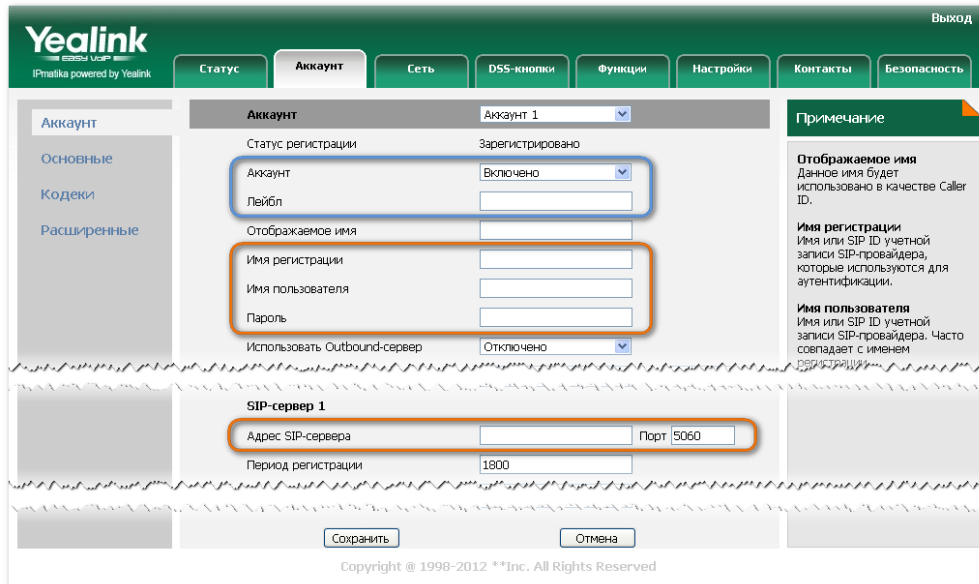 Выход
Yealink
EASY VoIP
IPmatika powered by Yealink
Статус
Аккаунт
Сеть
DSS-кнопки
Функции
Настройки
Контакты
Безопасность
Аккаунт
Основные
Кодеки
Расширенные
Аккаунт Аккаунт 1
Статус регистрации Зарегистрировано
Аккаунт Включено
Лейбл
Отображаемое имя
Имя регистрации
Имя пользователя
Пароль
Использовать Outbound-сервер Отключено
SIP-сервер 1
Адрес SIP-сервера Порт 5060
Период регистрации 1800
Сохранить Отмена
Примечание
Отображаемое имя
Данное имя будет
использовано в качестве Caller
ID.
Имя регистрации
Имя или SIP ID учетной
записи SIP-провайдера,
которые используются для
аутентификации.
Имя пользователя
Имя или SIP ID учетной
записи SIP-провайдера. Часто
совпадает с именем
регистрации.
Copyright @ 1998-2012 **Inc. All Rights Reserved